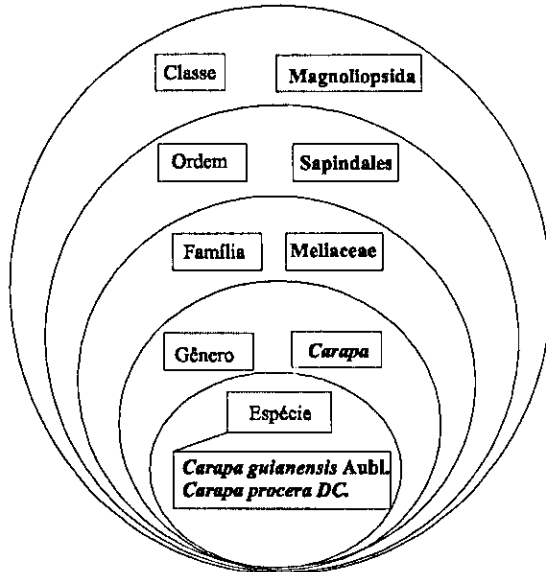 Classe Magnoliopsida
Ordem Sapindales
Família Meliaceae
Gênero Carapa
Espécie
Carapa guianensis Aubl.
Carapa procera DC.